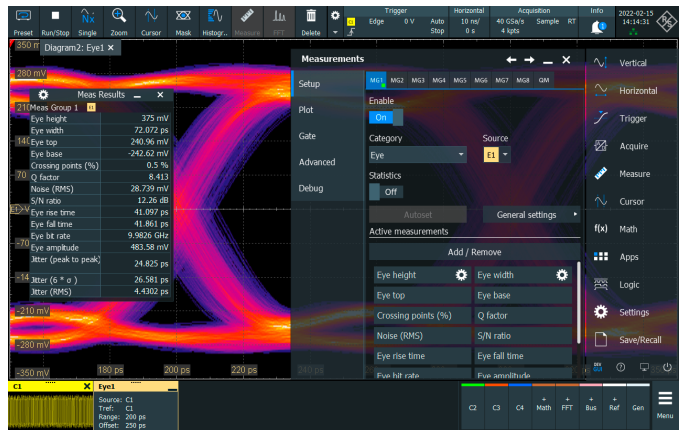 Trigger
Horizontal
Acquisition
Info
2022-02-15
14:14:31
Edge 0 V Auto
Stop
10 ns/
0 s
40 GSa/s Sample RT
4 kpts
Preset Run/Stop Single Zoom Cursor Mask Histogr.. Measure FFT Delete
350 m
Diagram2: Eye1 ×
280 mV
Meas Results
Meas Group 1 E1
Eye height 375 mV
Eye width 72.072 ps
Eye top 240.96 mV
Eye base -242.62 mV
Crossing points (%) 0.5 %
Q factor 8.413
Noise (RMS) 28.739 mV
S/N ratio 12.26 dB
Eye rise time 41.097 ps
Eye fall time 41.861 ps
Eye bit rate 9.9826 GHz
Eye amplitude 483.58 mV
Jitter (peak to peak) 24.825 ps
Jitter (6 * σ ) 26.581 ps
Jitter (RMS) 4.4302 ps
210
140
70
-70
-14
-210 mV
-280 mV
-350 mV
180 ps
200 ps
220 ps
Measurements
Setup
Plot
Gate
Advanced
Debug
MG1 MG2 MG3 MG4 MG5 MG6 MG7 MG8 QM
Enable
On
Category
Source
Eye
E1
Statistics
Off
Autoset
General settings
Active measurements
Add / Remove
Eye height
Eye width
Eye top
Eye base
Crossing points (%)
Q factor
Noise (RMS)
S/N ratio
Eye rise time
Eye fall time
Eye bit rate
Eye amplitude
Vertical
Horizontal
Trigger
Acquire
Measure
Cursor
f(x) Math
Apps
Logic
Settings
Save/Recall
C1 X
Eye1
Source: C1
Tref: C1
Range: 200 ps
Offset: 250 ps
C2
C3
C4
+ Math
+ FFT
+ Bus
+ Ref
Gen
Menu